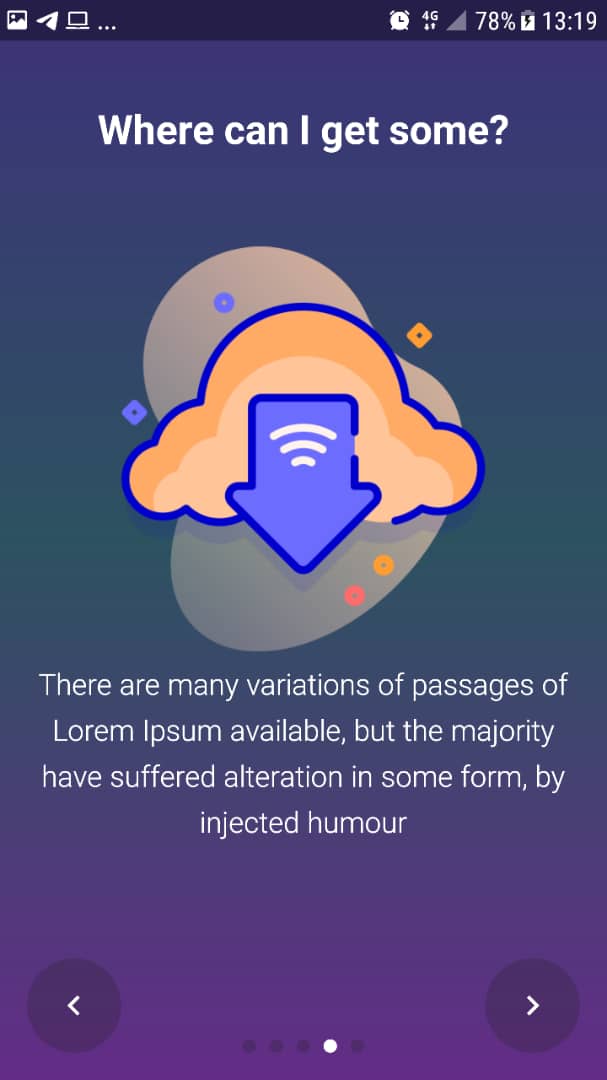 ... 4G 78% 13:19
Where can I get some?
There are many variations of passages of
Lorem Ipsum available, but the majority
have suffered alteration in some form, by
injected humour